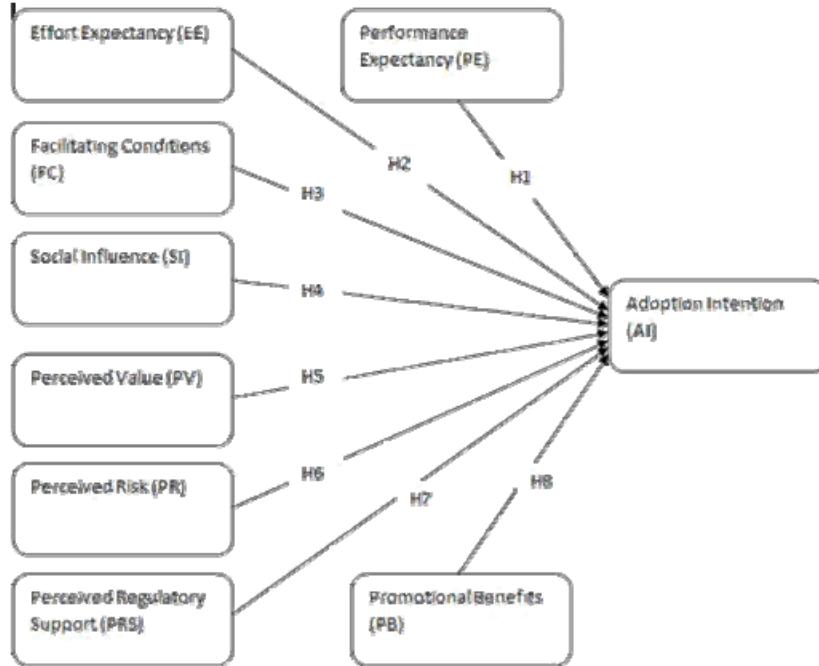 Effort Expectancy (EE)
Performance
Expectancy (PE)
Facilitating Conditions
(FC)
H2
H1
H3
Social Influence (SI)
H4
Adoption Intention
(AI)
Perceived Value (PV)
H5
Perceived Risk (PR)
H6
H7
H8
Perceived Regulatory
Support (PRS)
Promotional Benefits
(PB)